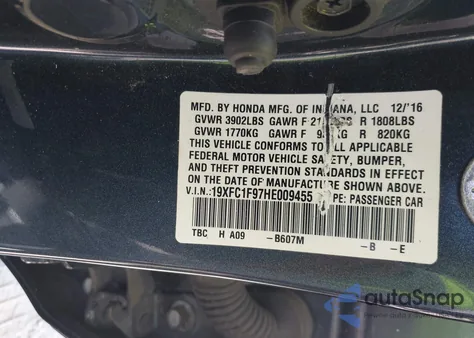 MFD. BY HONDA MFG. OF INDIANA, LLC 12/'16
GVWR 3902LBS GAWR F R 1808LBS
GVWR 1770KG GAWR F R 820KG
THIS VEHICLE CONFORMS TO ALL APPLICABLE
FEDERAL MOTOR VEHICLE SAFETY, BUMPER,
AND THEFT PREVENTION STANDARDS IN EFFECT
ON THE DATE OF MANUFACTURE SHOWN ABOVE.
V.I.N.: 19XFC1F97HE009455 TYPE: PASSENGER CAR
TBC H A09 -B607M -B -E
autoSnap